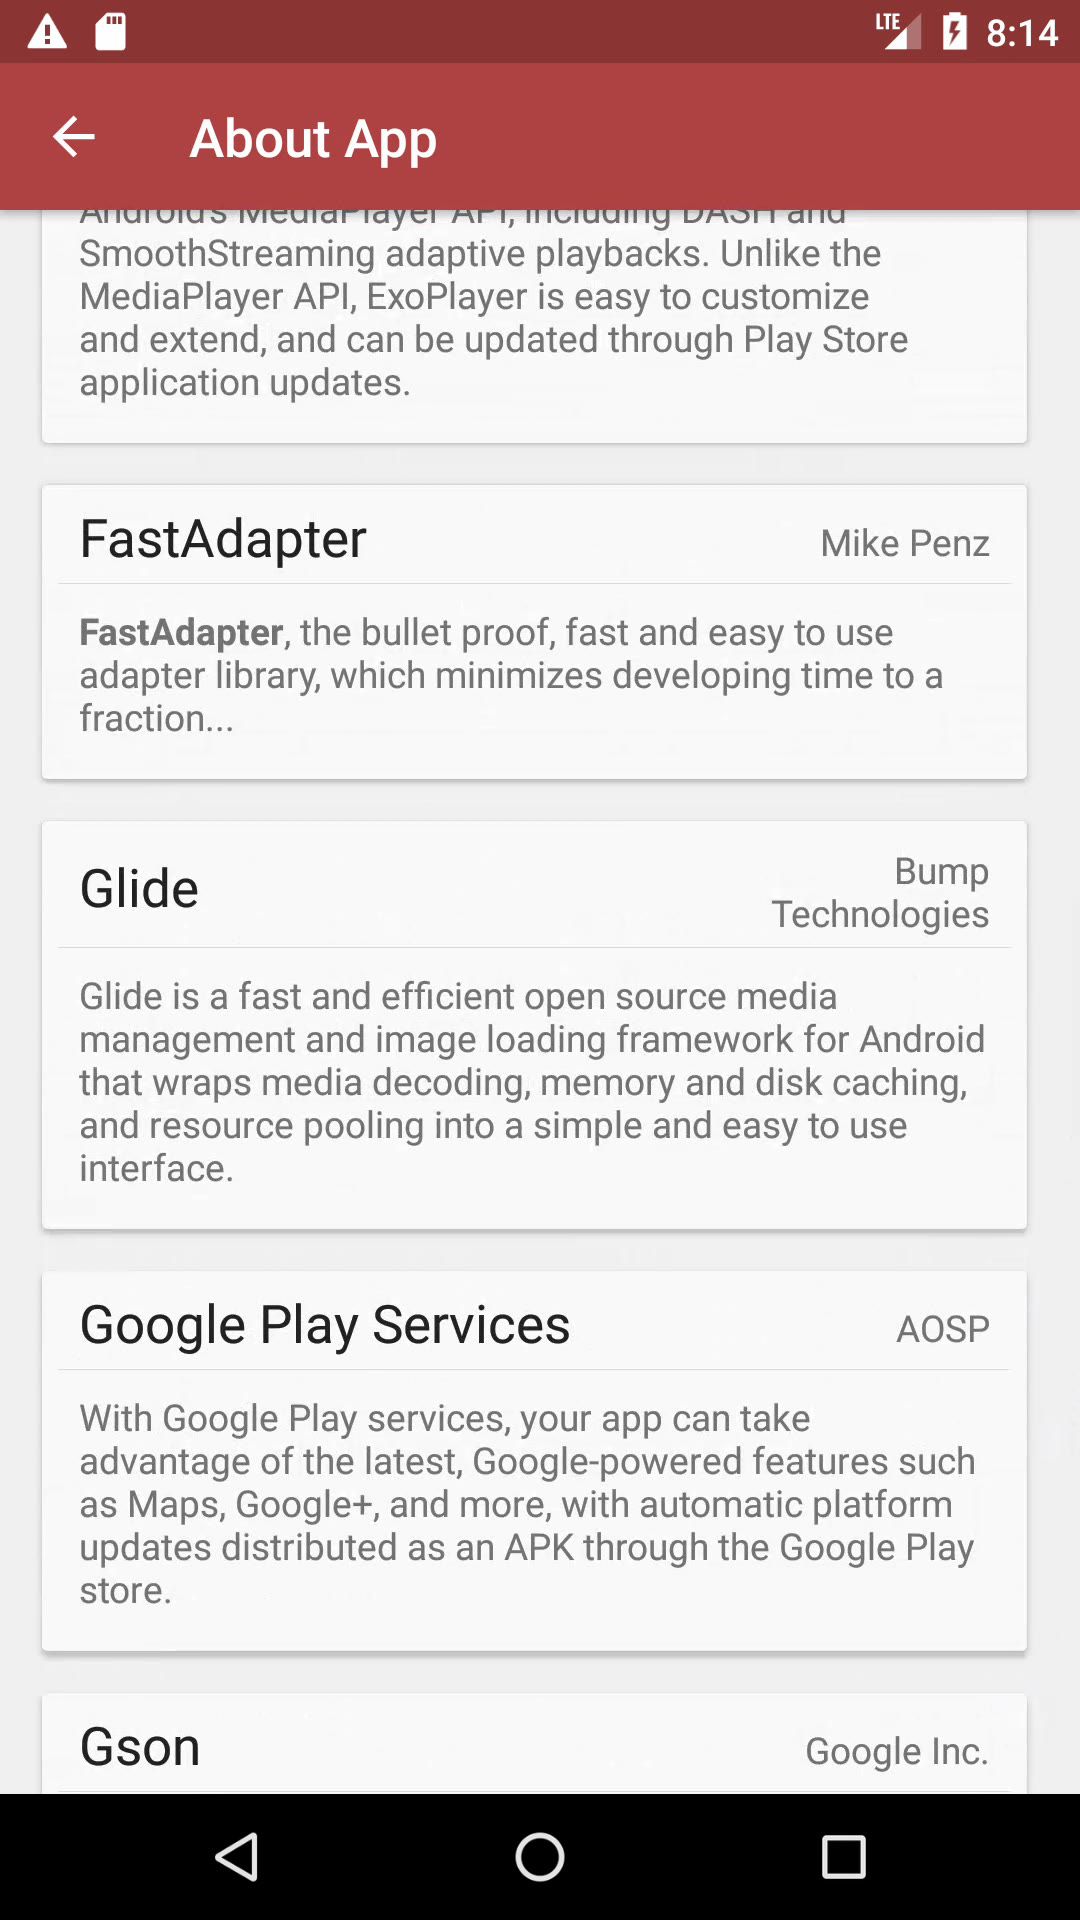 LTE 8:14
About App
Android's MediaPlayer API, including DASH and
SmoothStreaming adaptive playbacks. Unlike the
MediaPlayer API, ExoPlayer is easy to customize
and extend, and can be updated through Play Store
application updates.
FastAdapter Mike Penz
FastAdapter, the bullet proof, fast and easy to use
adapter library, which minimizes developing time to a
fraction...
Glide Bump
Technologies
Glide is a fast and efficient open source media
management and image loading framework for Android
that wraps media decoding, memory and disk caching,
and resource pooling into a simple and easy to use
interface.
Google Play Services AOSP
With Google Play services, your app can take
advantage of the latest, Google-powered features such
as Maps, Google+, and more, with automatic platform
updates distributed as an APK through the Google Play
store.
Gson Google Inc.